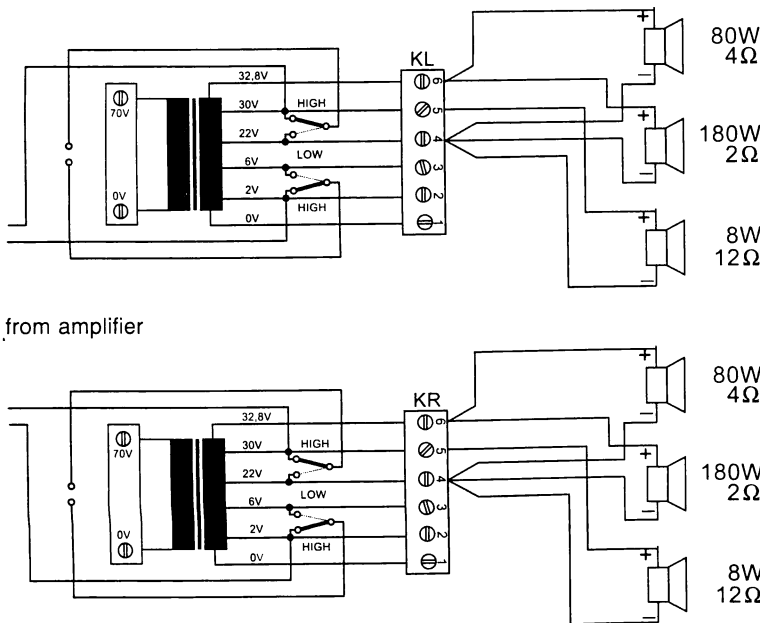 KL
80W
4Ω
32,8V
6
70V
30V
HIGH
5
22V
4
180W
2Ω
LOW
6V
3
0V
2V
HIGH
2
0V
1
8W
12Ω
+
−
+
−
+
−
from amplifier
KR
80W
4Ω
32,8V
6
70V
30V
HIGH
5
22V
4
180W
2Ω
LOW
6V
3
0V
2V
HIGH
2
0V
1
8W
12Ω
+
−
+
−
+
−